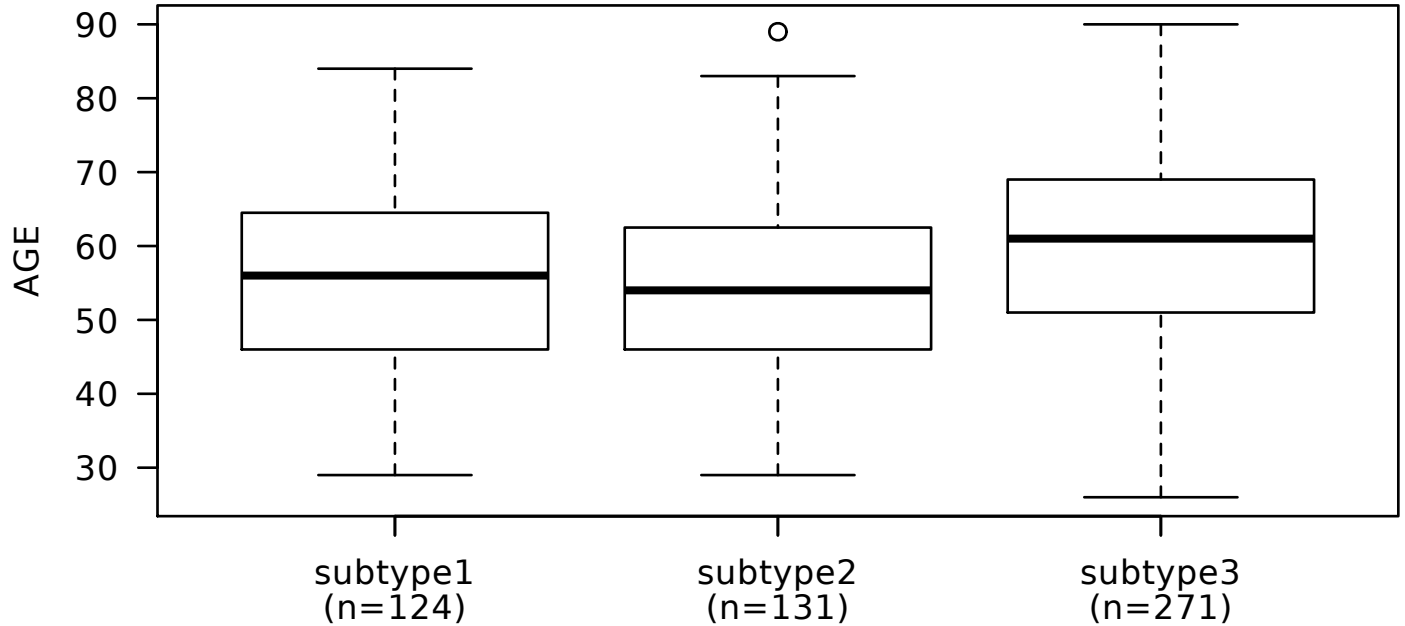 90
80
70
60
50
40
30
AGE
subtype1
(n=124)
subtype2
(n=131)
subtype3
(n=271)